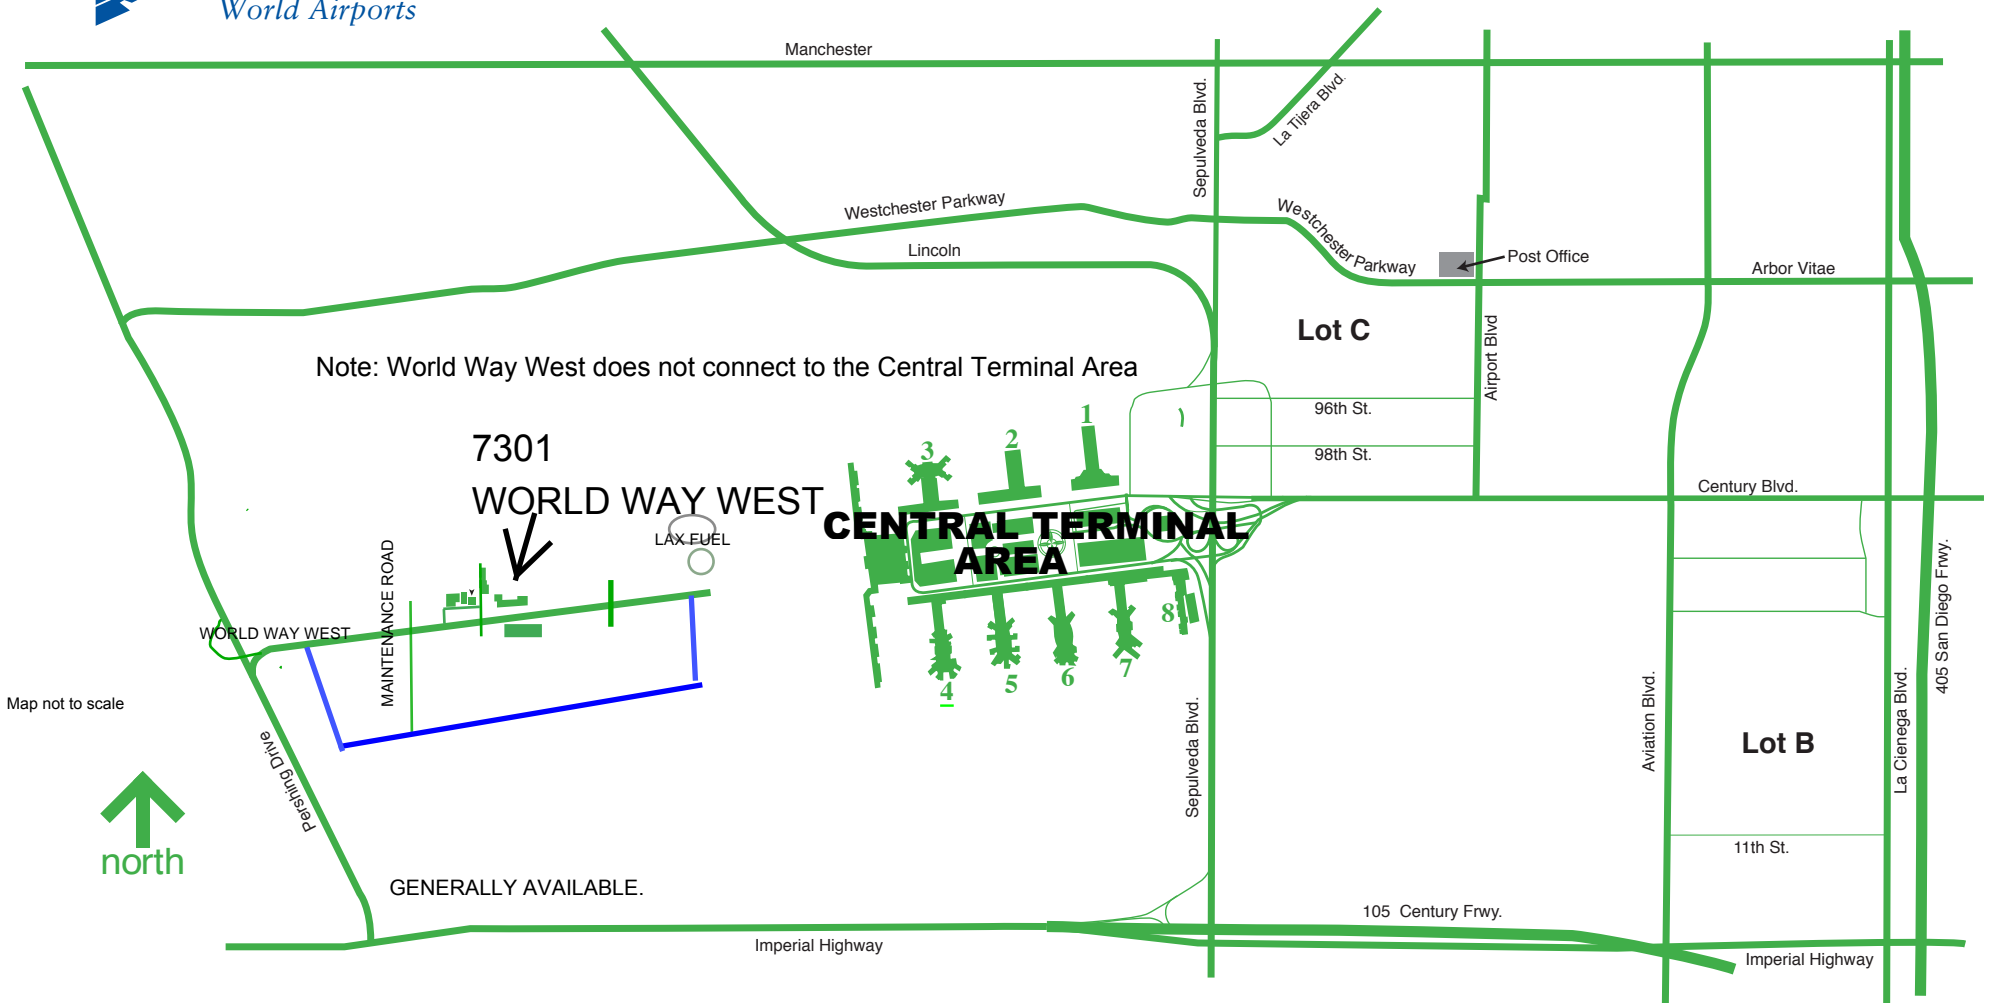 World Airports
Manchester
Sepulveda Blvd.
La Tijera Blvd.
Westchester Parkway
Westchester Parkway
Lincoln
Post Office
Arbor Vitae
Lot C
Airport Blvd
Note: World Way West does not connect to the Central Terminal Area
96th St.
98th St.
1
2
3
7301
WORLD WAY WEST
Century Blvd.
LAX FUEL
CENTRAL TERMINAL
AREA
MAINTENANCE ROAD
WORLD WAY WEST
8
7
6
5
4
405 San Diego Frwy.
Map not to scale
Pershing Drive
Sepulveda Blvd.
Aviation Blvd.
Lot B
La Cienega Blvd.
north
11th St.
GENERALLY AVAILABLE.
105 Century Frwy.
Imperial Highway
Imperial Highway